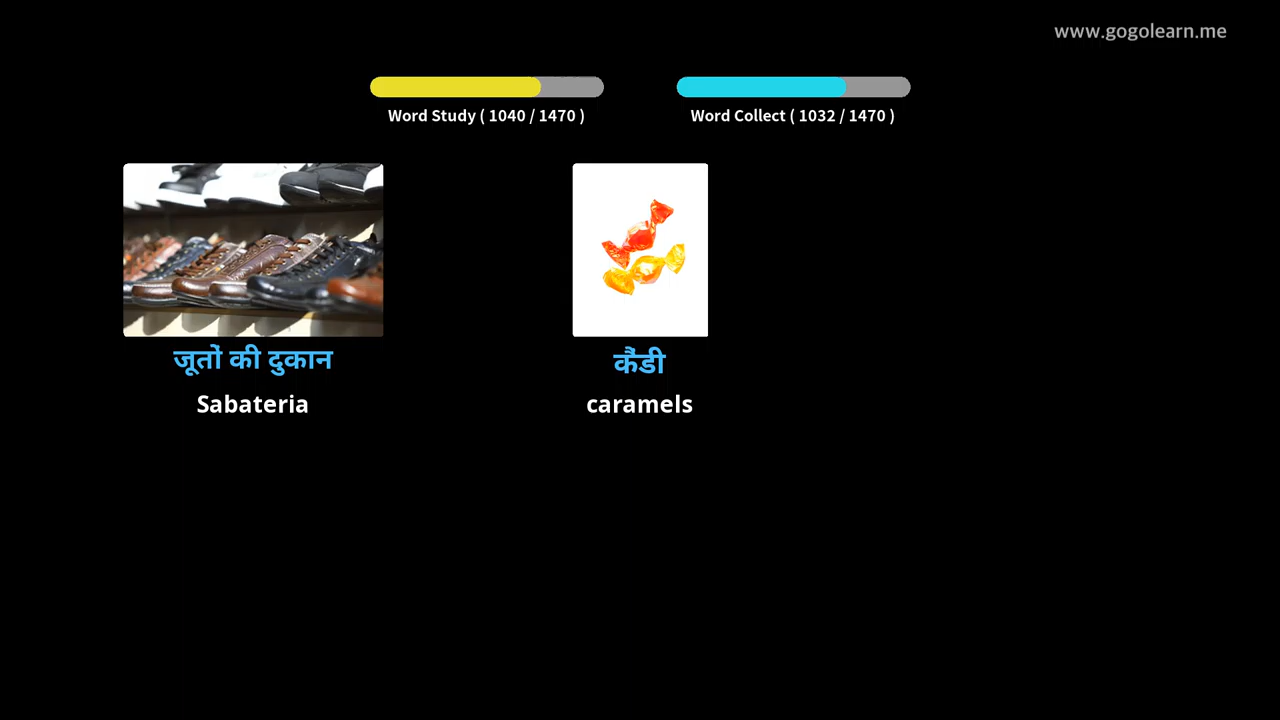 www.gogolearn.me
Word Study ( 1040 / 1470 )
Word Collect ( 1032 / 1470 )
जूतों की दुकान
Sabateria
कैंडी
caramels